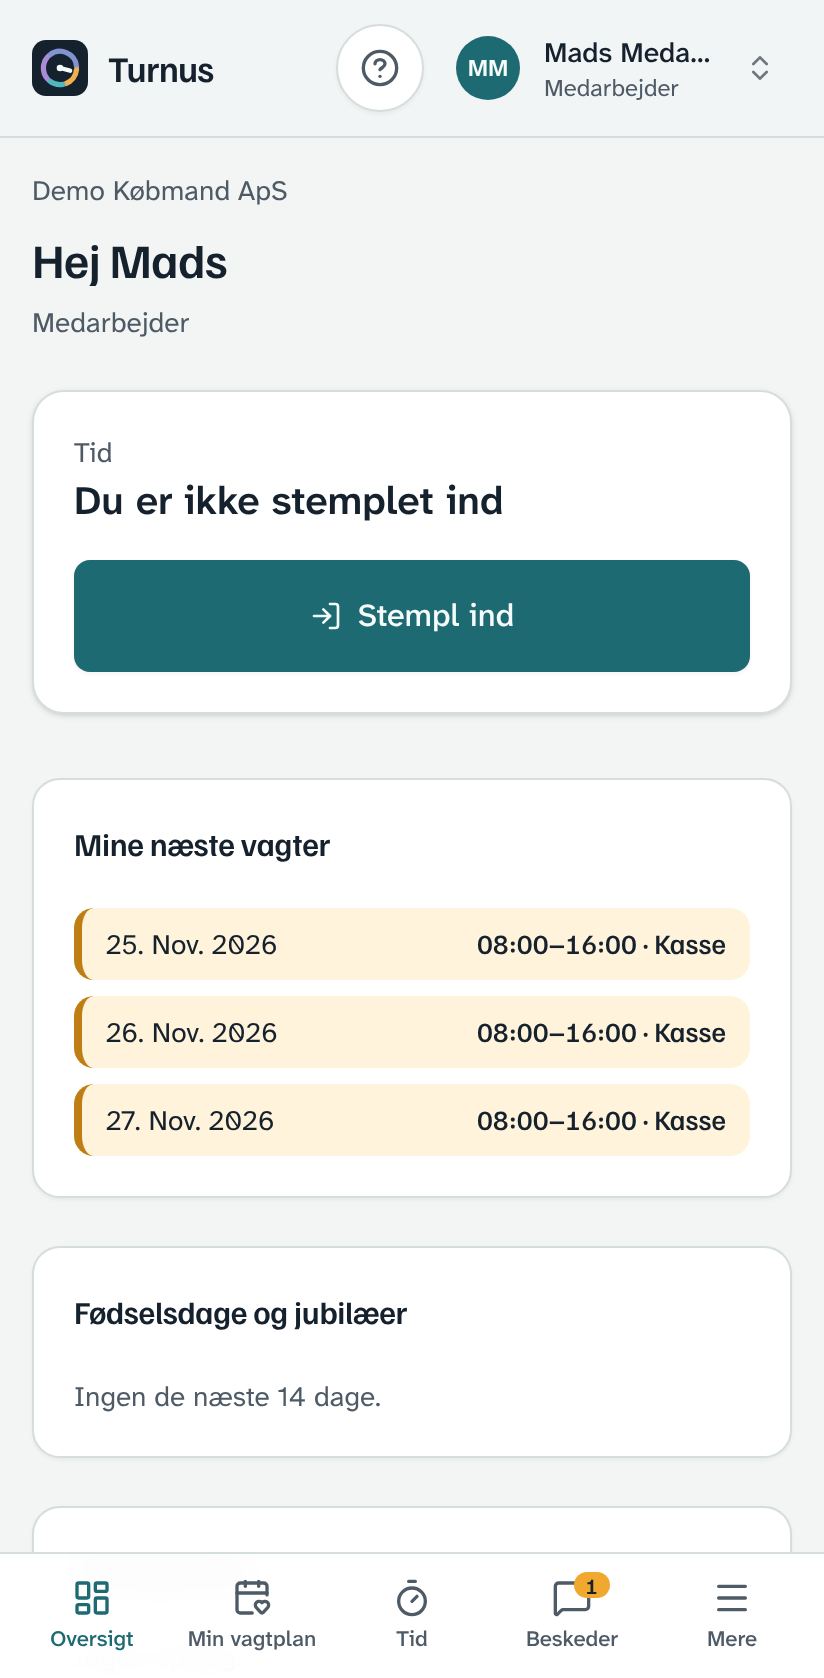 Turnus
MM
Mads Meda...
Medarbejder
Demo Købmand ApS
Hej Mads
Medarbejder
Tid
Du er ikke stemplet ind
Stempl ind
Mine næste vagter
25. Nov. 2026 08:00–16:00 · Kasse
26. Nov. 2026 08:00–16:00 · Kasse
27. Nov. 2026 08:00–16:00 · Kasse
Fødselsdage og jubilæer
Ingen de næste 14 dage.
1
Oversigt Min vagtplan Tid Beskeder Mere